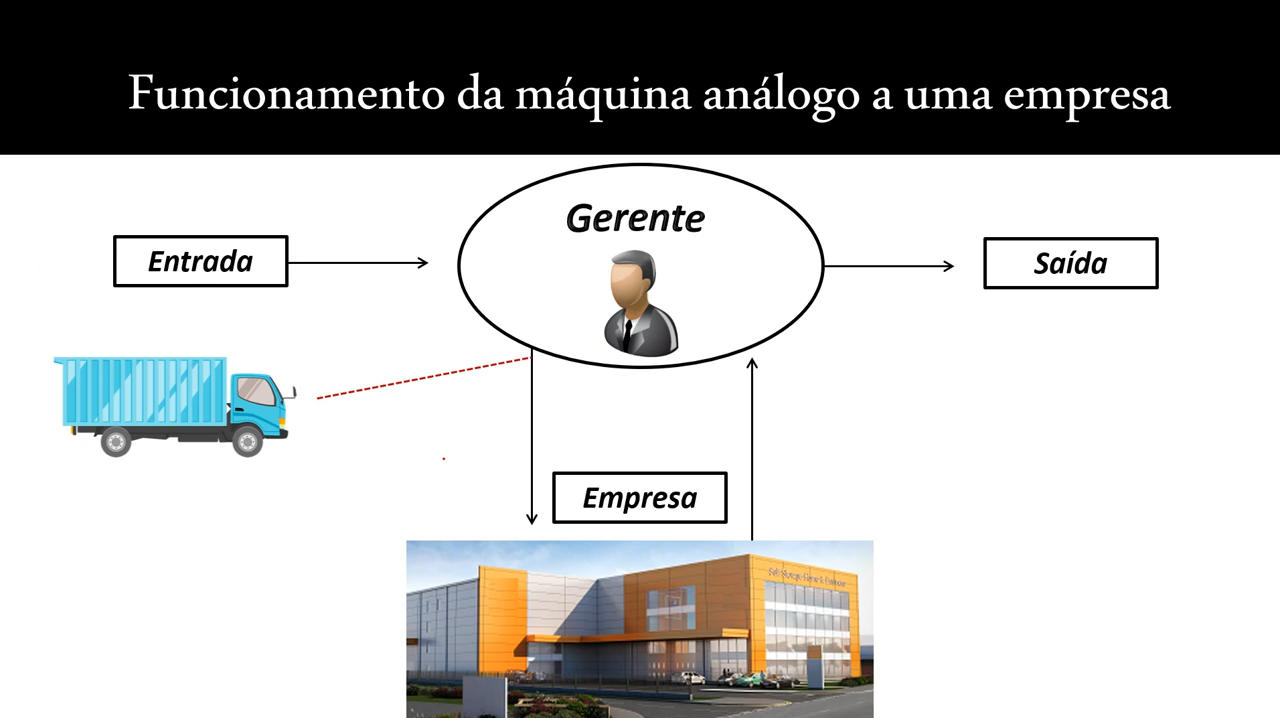 Funcionamento da máquina análogo a uma empresa
Gerente
Entrada
Saída
Empresa